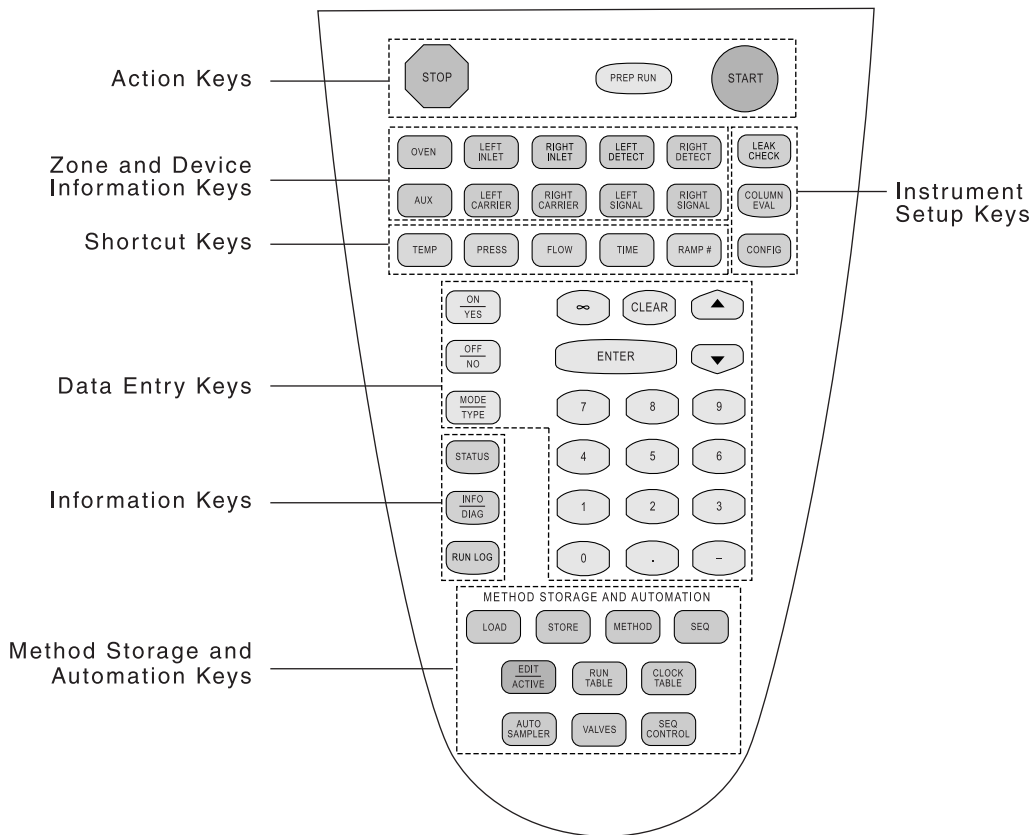 Action Keys
STOP
PREP RUN
START
Zone and Device
Information Keys
OVEN
LEFT
INLET
RIGHT
INLET
LEFT
DETECT
RIGHT
DETECT
LEAK
CHECK
AUX
LEFT
CARRIER
RIGHT
CARRIER
LEFT
SIGNAL
RIGHT
SIGNAL
COLUMN
EVAL
Instrument
Setup Keys
Shortcut Keys
TEMP
PRESS
FLOW
TIME
RAMP #
CONFIG
Data Entry Keys
ON
YES
∞
CLEAR
▲
OFF
NO
ENTER
▼
MODE
TYPE
7
8
9
Information Keys
STATUS
4
5
6
INFO
DIAG
1
2
3
RUN LOG
0
.
–
Method Storage and
Automation Keys
METHOD STORAGE AND AUTOMATION
LOAD
STORE
METHOD
SEQ
EDIT
ACTIVE
RUN
TABLE
CLOCK
TABLE
AUTO
SAMPLER
VALVES
SEQ
CONTROL